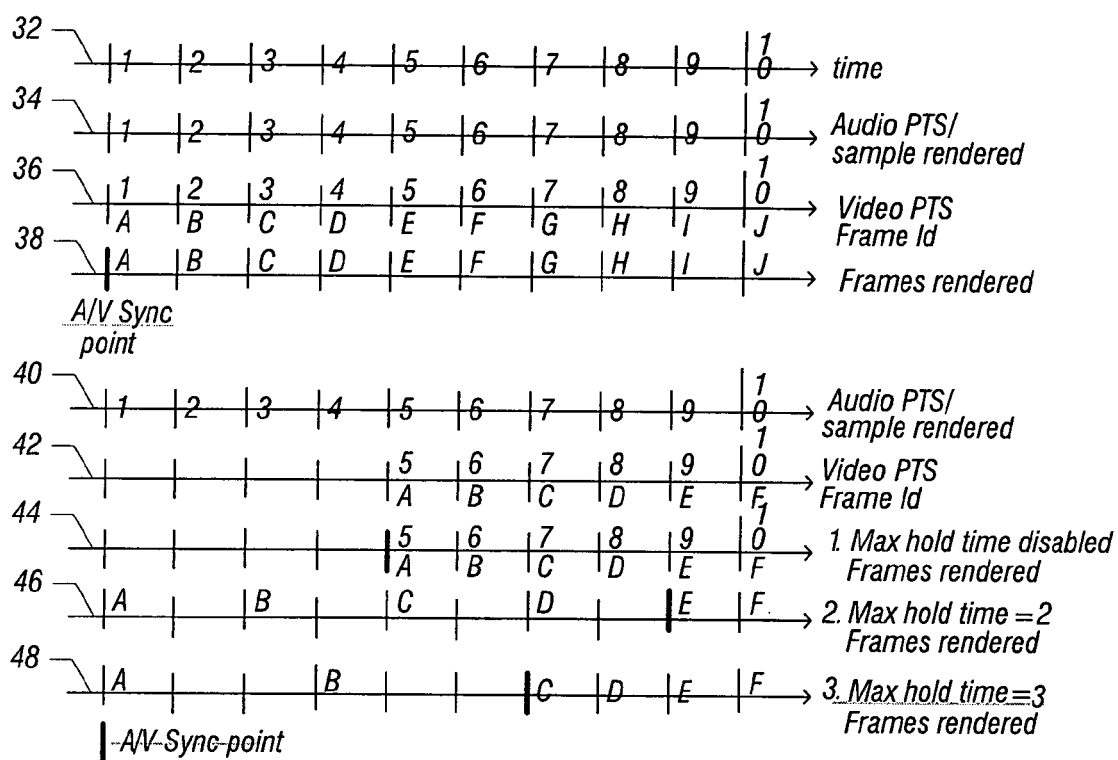 32
1 2 3 4 5 6 7 8 9 10 time
34
1 2 3 4 5 6 7 8 9 10 Audio PTS/
sample rendered
36
1 2 3 4 5 6 7 8 9 10 Video PTS
A B C D E F G H I J Frame Id
38
A B C D E F G H I J Frames rendered
A/V Sync
point
40
1 2 3 4 5 6 7 8 9 10 Audio PTS/
sample rendered
42
5 6 7 8 9 10 Video PTS
A B C D E F Frame Id
44
5 6 7 8 9 10 1. Max hold time disabled
A B C D E F Frames rendered
46
A B C D E F 2. Max hold time =2
Frames rendered
48
A B C D E F 3. Max hold time=3
Frames rendered
-A/V Sync point